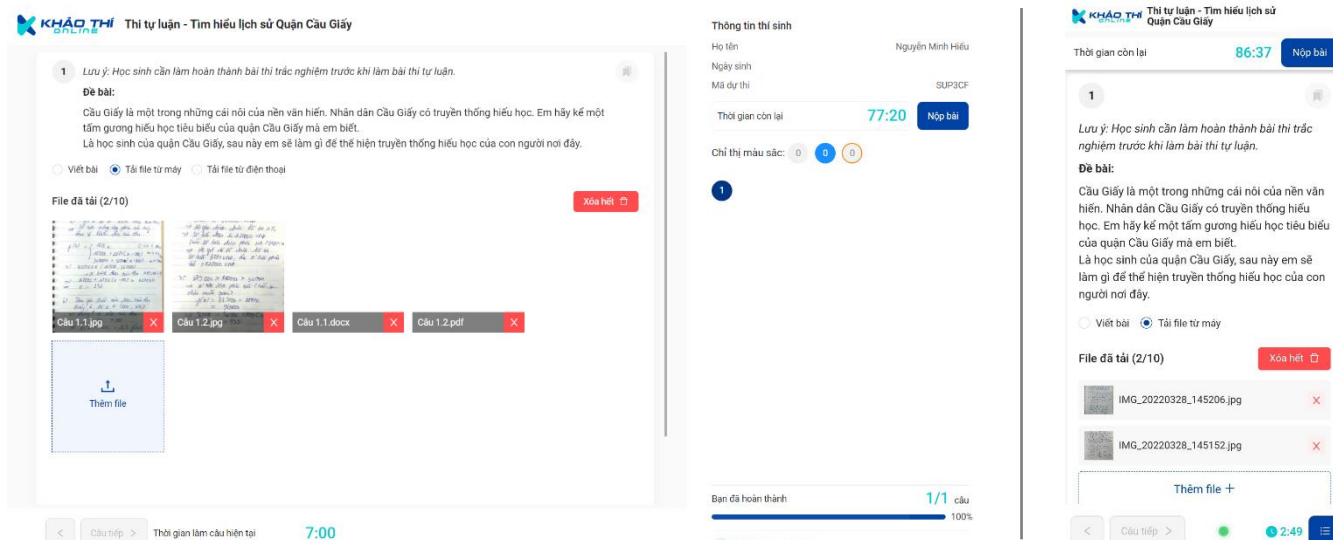 KHẢO THÍ
ONLINE
Thi tự luận - Tìm hiểu lịch sử Quận Cầu Giấy
1
Lưu ý: Học sinh cần làm hoàn thành bài thi trắc nghiệm trước khi làm bài thi tự luận.
Đề bài:
Cầu Giấy là một trong những cái nôi của nền văn hiến. Nhân dân Cầu Giấy có truyền thống hiếu học. Em hãy kể một
tấm gương hiếu học tiêu biểu của quận Cầu Giấy mà em biết.
Là học sinh của quận Cầu Giấy, sau này em sẽ làm gì để thể hiện truyền thống hiếu học của con người nơi đây.
Viết bài Tải file từ máy Tải file từ điện thoại
File đã tải (2/10)
Xóa hết
Câu 1.1.jpg X
Câu 1.2.jpg X
Câu 1.1.docx X
Câu 1.2.pdf X
Thêm file
< Câu tiếp > Thời gian làm câu hiện tại 7:00
Thông tin thí sinh
Họ tên Nguyễn Minh Hiếu
Ngày sinh
Mã dự thi SUP3CF
Thời gian còn lại 77:20 Nộp bài
Chỉ thị màu sắc: 0 0 0
1
Bạn đã hoàn thành 1/1 câu
100%
KHẢO THÍ
ONLINE
Thi tự luận - Tìm hiểu lịch sử
Quận Cầu Giấy
Thời gian còn lại 86:37 Nộp bài
1
Lưu ý: Học sinh cần làm hoàn thành bài thi trắc
nghiệm trước khi làm bài thi tự luận.
Đề bài:
Cầu Giấy là một trong những cái nôi của nền văn
hiến. Nhân dân Cầu Giấy có truyền thống hiếu
học. Em hãy kể một tấm gương hiếu học tiêu biểu
của quận Cầu Giấy mà em biết.
Là học sinh của quận Cầu Giấy, sau này em sẽ
làm gì để thể hiện truyền thống hiếu học của con
người nơi đây.
Viết bài Tải file từ máy
File đã tải (2/10)
Xóa hết
IMG_20220328_145206.jpg X
IMG_20220328_145152.jpg X
Thêm file +
< Câu tiếp > 2:49